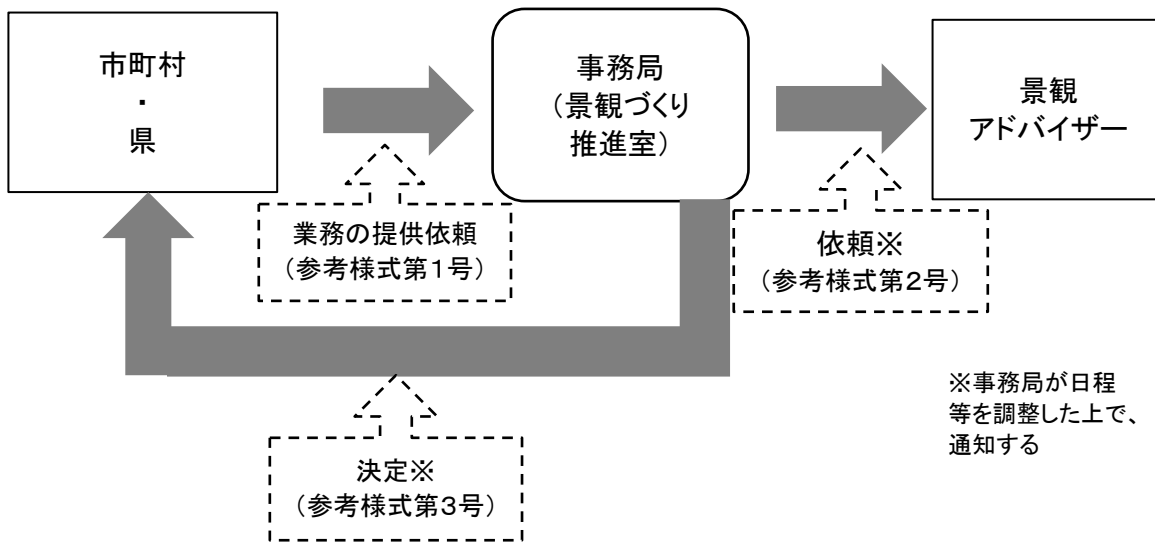 市町村
・
県
事務局
(景観づくり
推進室)
景観
アドバイザー
業務の提供依頼
(参考様式第1号)
依頼※
(参考様式第2号)
決定※
(参考様式第3号)
※事務局が日程
等を調整した上で、
通知する